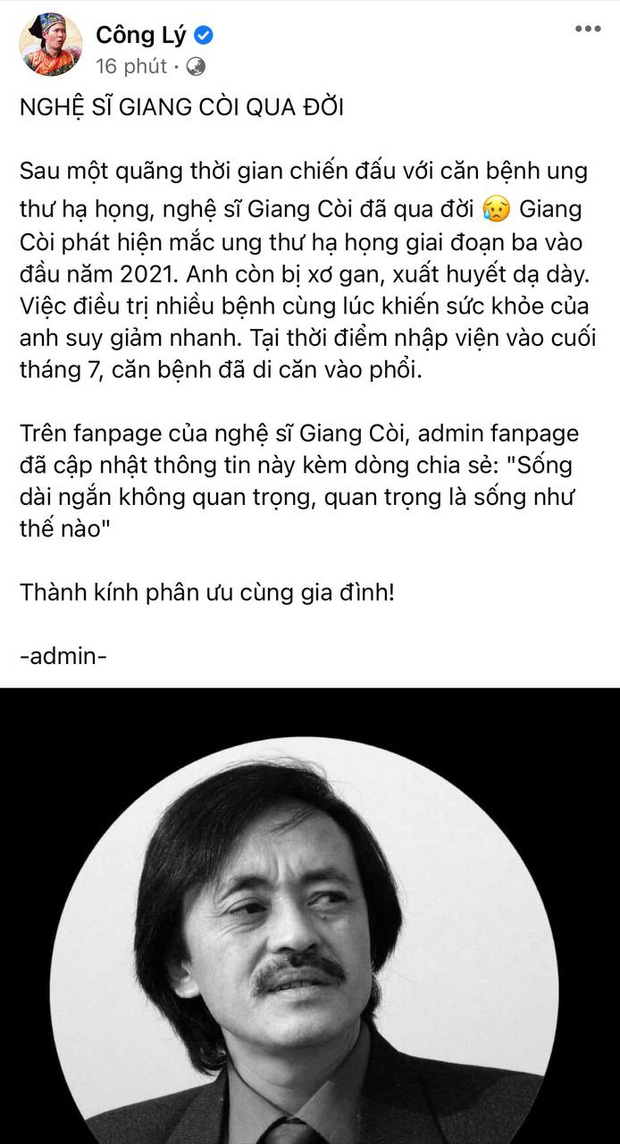 Công Lý
16 phút ·
NGHỆ SĨ GIANG CÒI QUA ĐỜI
Sau một quãng thời gian chiến đấu với căn bệnh ung
thư hạ họng, nghệ sĩ Giang Còi đã qua đời 😥 Giang
Còi phát hiện mắc ung thư hạ họng giai đoạn ba vào
đầu năm 2021. Anh còn bị xơ gan, xuất huyết dạ dày.
Việc điều trị nhiều bệnh cùng lúc khiến sức khỏe của
anh suy giảm nhanh. Tại thời điểm nhập viện vào cuối
tháng 7, căn bệnh đã di căn vào phổi.
Trên fanpage của nghệ sĩ Giang Còi, admin fanpage
đã cập nhật thông tin này kèm dòng chia sẻ: "Sống
dài ngắn không quan trọng, quan trọng là sống như
thế nào"
Thành kính phân ưu cùng gia đình!
-admin-